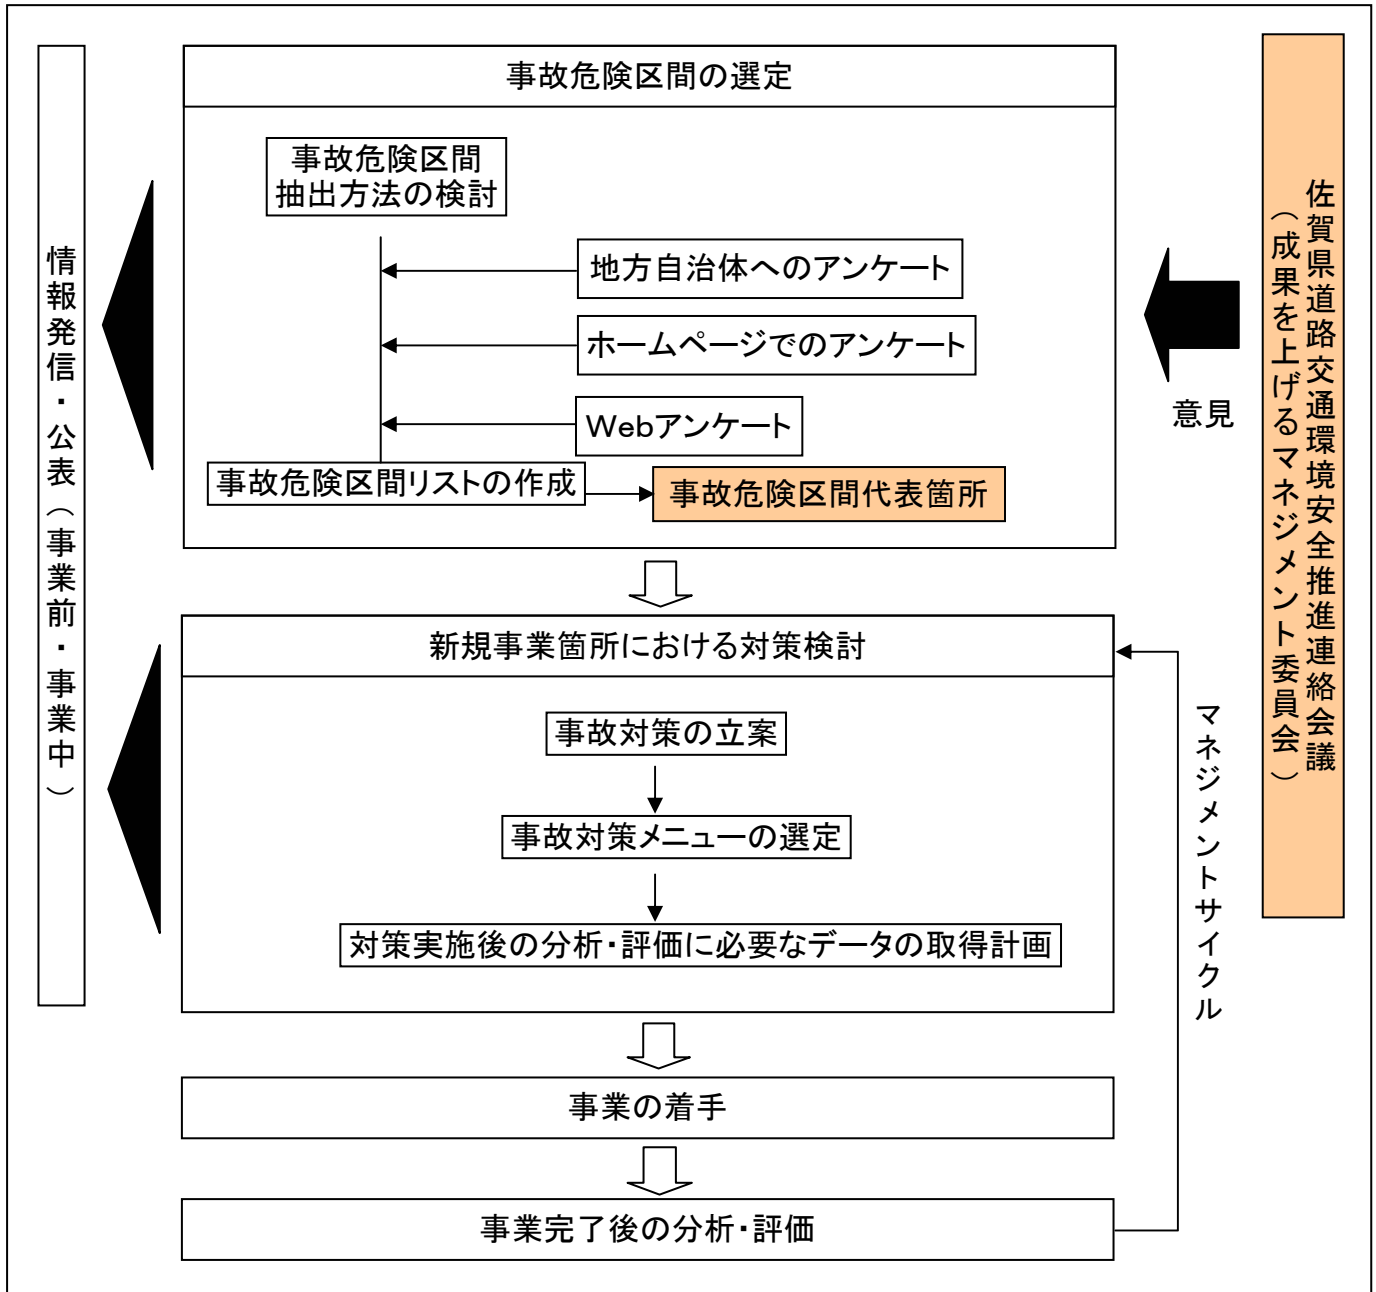 事故危険区間の選定
事故危険区間
抽出方法の検討
地方自治体へのアンケート
ホームページでのアンケート
Webアンケート
事故危険区間リストの作成
事故危険区間代表箇所
新規事業箇所における対策検討
事故対策の立案
事故対策メニューの選定
対策実施後の分析・評価に必要なデータの取得計画
事業の着手
事業完了後の分析・評価
情報発信・公表（事業前・事業中）
意見
マネジメントサイクル
佐賀県道路交通環境安全推進連絡会議
（成果を上げるマネジメント委員会）